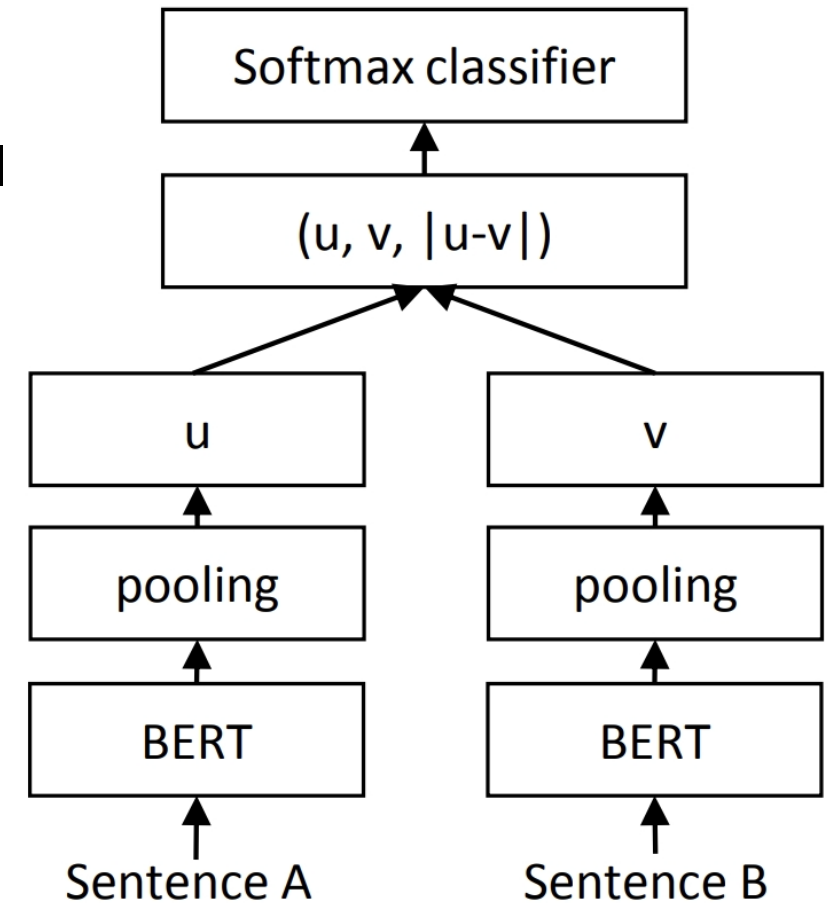 Softmax classifier
(u, v, |u-v|)
u
v
pooling
pooling
BERT
BERT
Sentence A
Sentence B